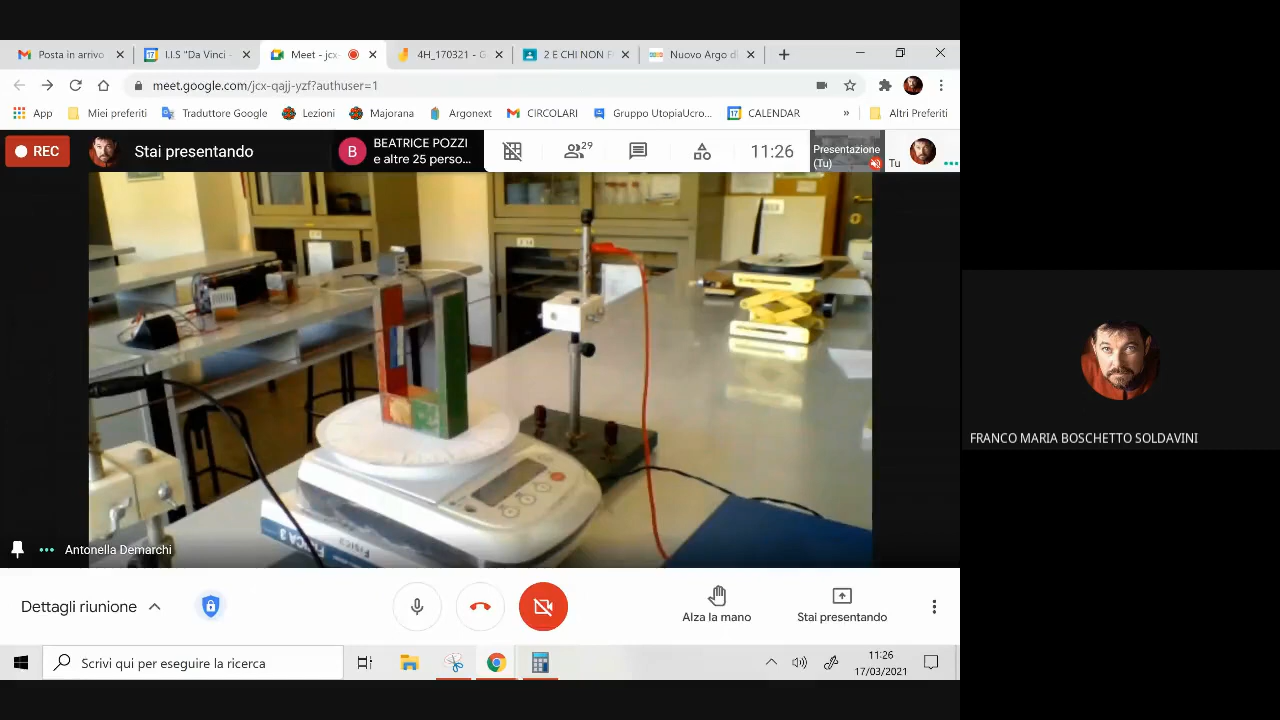 Posta in arrivo
I.I.S "Da Vinci -
Meet - jcx-
4H_170321 - G
2 E CHI NON F
Nuovo Argo d
meet.google.com/jcx-qajj-yzf?authuser=1
App
Miei preferiti
Traduttore Google
Lezioni
Majorana
Argonext
CIRCOLARI
Gruppo UtopiaUcro...
CALENDAR
»
Altri Preferiti
REC
Stai presentando
B
BEATRICE POZZI
e altre 25 perso...
29
11:26
Presentazione
(Tu)
Tu
FISICA 3
Antonella Demarchi
FRANCO MARIA BOSCHETTO SOLDAVINI
Dettagli riunione
Alza la mano
Stai presentando
Scrivi qui per eseguire la ricerca
11:26
17/03/2021